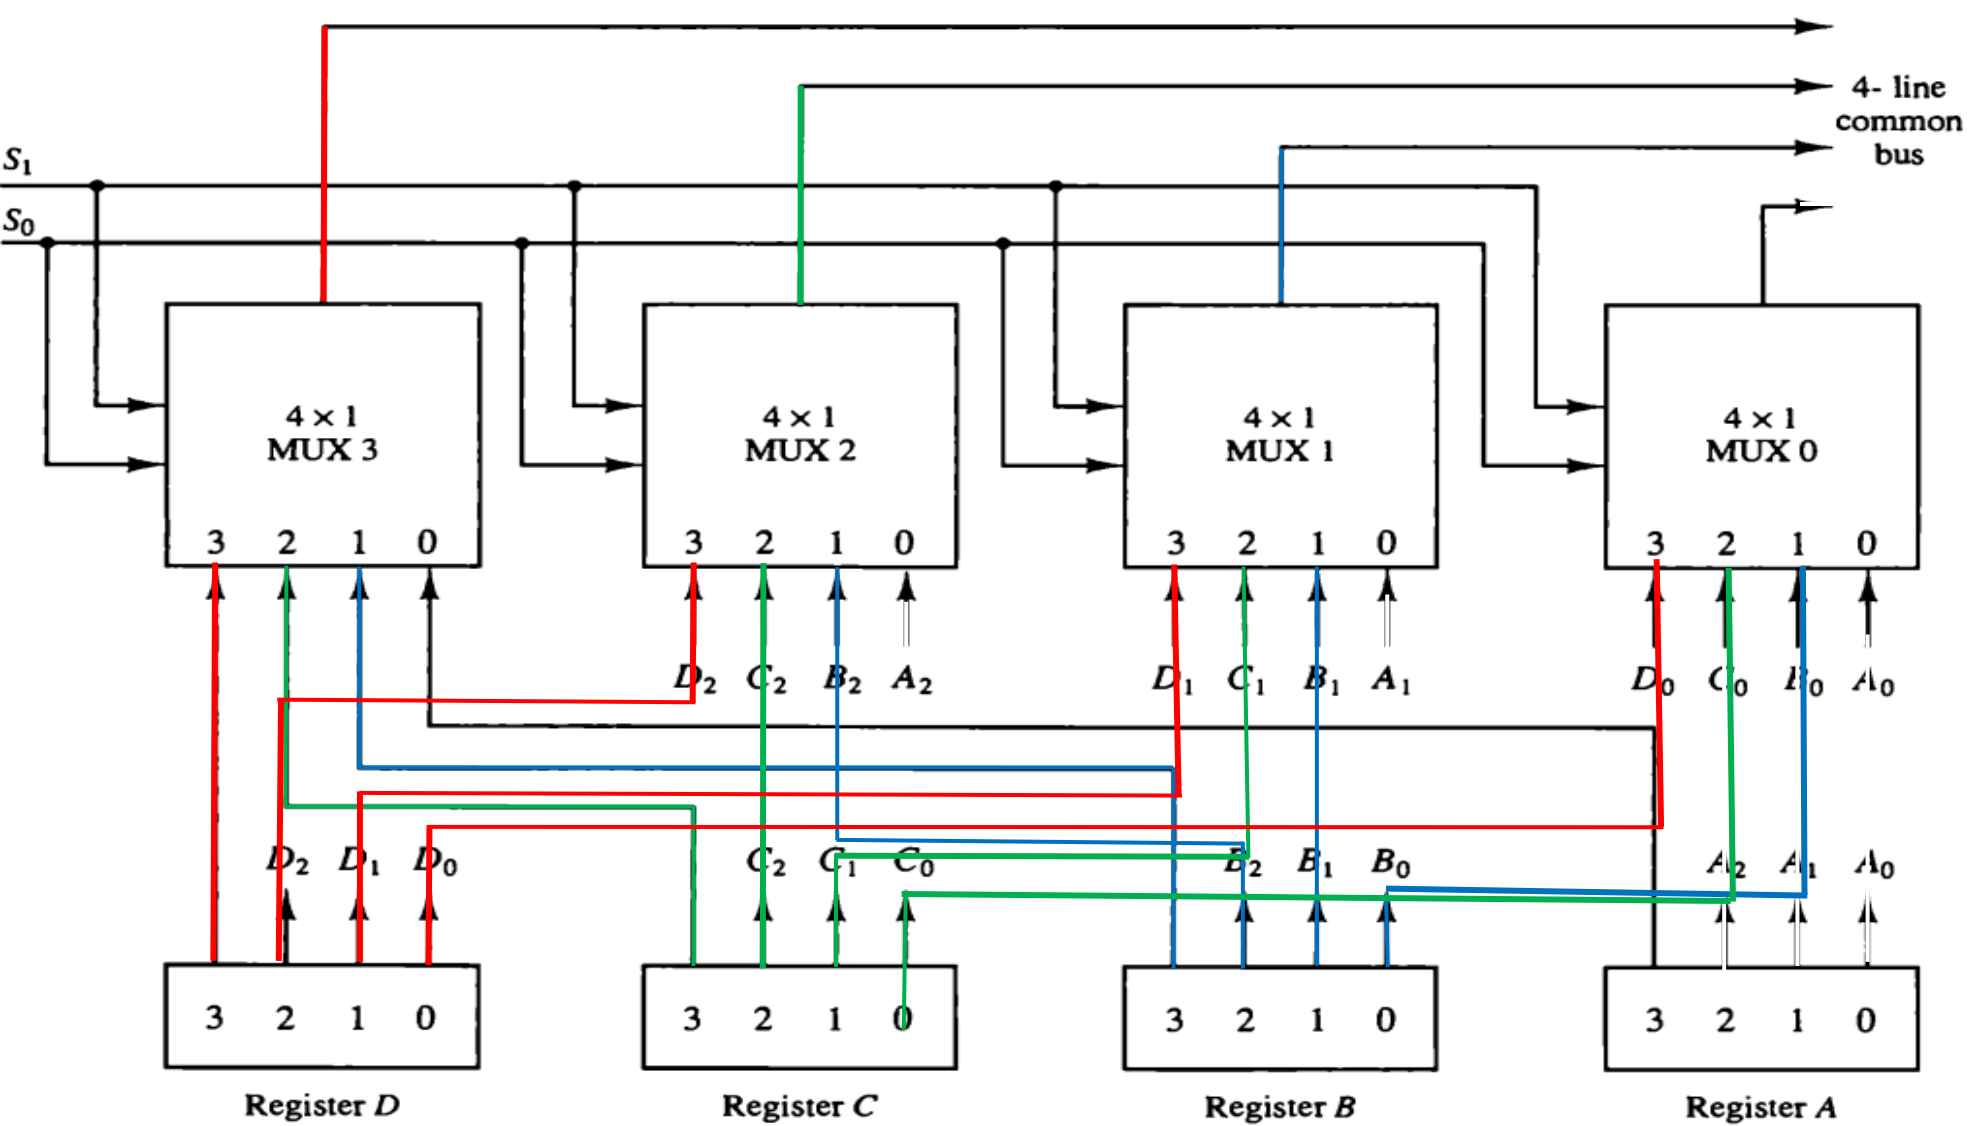 4- line
common
bus
S1
S0
4 × 1
MUX 3
4 × 1
MUX 2
4 × 1
MUX 1
4 × 1
MUX 0
3 2 1 0
3 2 1 0
3 2 1 0
3 2 1 0
D2 C2 B2 A2
D1 C1 B1 A1
D0 C0 B0 A0
D2 D1 D0
C2 C1 C0
B2 B1 B0
A2 A1 A0
3 2 1 0
3 2 1 0
3 2 1 0
3 2 1 0
Register D
Register C
Register B
Register A